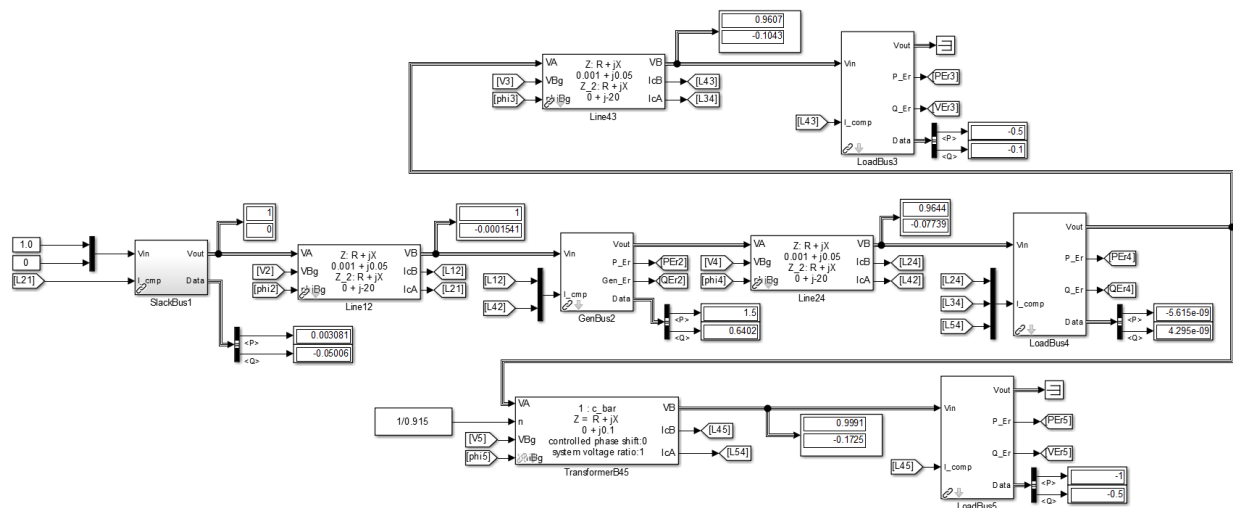 0.9607
-0.1043
VA
VBg
phiBg
Z: R + jX
0.001 + j0.05
Z_2: R + jX
0 + j-20
VB
IcB
IcA
[V3]
[phi3]
[L43]
[L34]
Line43
Vin
I_comp
Vout
P_Er
Q_Er
Data
[L43]
[PEr3]
[VEr3]
<P>
<Q>
-0.5
-0.1
LoadBus3
1.0
0
[L21]
Vin
I_cmp
Vout
Data
SlackBus1
1
0
<P>
<Q>
0.003081
-0.05006
[V2]
[phi2]
VA
VBg
phiBg
Z: R + jX
0.001 + j0.05
Z_2: R + jX
0 + j-20
VB
IcB
IcA
Line12
[L12]
[L21]
1
-0.0001541
[L12]
[L42]
Vin
I_cmp
Vout
P_Er
Gen_Er
Data
GenBus2
[PEr2]
[QEr2]
<P>
<Q>
1.5
0.6402
[V4]
[phi4]
VA
VBg
phiBg
Z: R + jX
0.001 + j0.05
Z_2: R + jX
0 + j-20
VB
IcB
IcA
Line24
[L24]
[L42]
0.9644
-0.07739
[L24]
[L34]
[L54]
Vin
I_comp
Vout
P_Er
Q_Er
Data
LoadBus4
[PEr4]
[QEr4]
<P>
<Q>
-5.615e-09
4.295e-09
1/0.915
[V5]
[phi5]
VA
n
VBg
1 : c_bar
Z = R + jX
0 + j0.1
controlled phase shift:0
system voltage ratio:1
VB
IcB
IcA
TransformerB45
[L45]
[L54]
0.9991
-0.1725
[L45]
Vin
I_comp
Vout
P_Er
Q_Er
Data
LoadBus5
[PEr5]
[VEr5]
<P>
<Q>
-1
-0.5